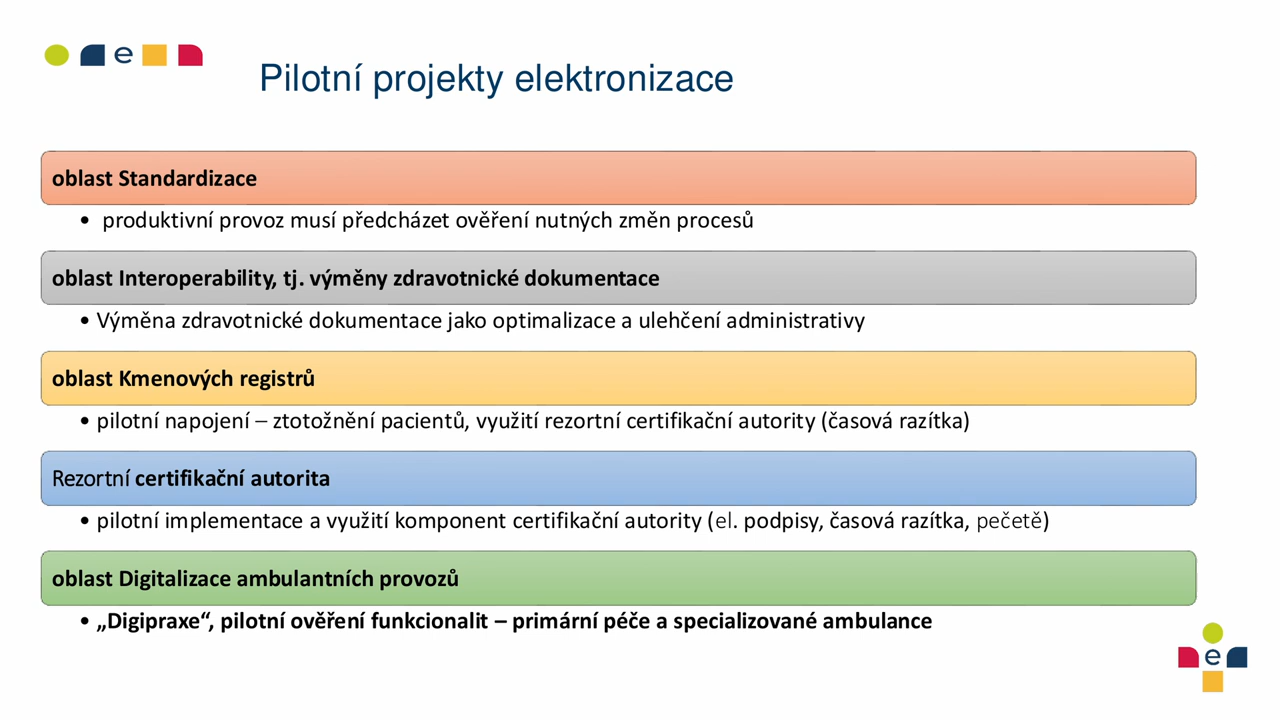 e
Pilotní projekty elektronizace
oblast Standardizace
• produktivní provoz musí předcházet ověření nutných změn procesů
oblast Interoperability, tj. výměny zdravotnické dokumentace
• Výměna zdravotnické dokumentace jako optimalizace a ulehčení administrativy
oblast Kmenových registrů
• pilotní napojení – ztotožnění pacientů, využití rezortní certifikační autority (časová razítka)
Rezortní certifikační autorita
• pilotní implementace a využití komponent certifikační autority (el. podpisy, časová razítka, pečetě)
oblast Digitalizace ambulantních provozů
• „Digipraxe“, pilotní ověření funkcionalit – primární péče a specializované ambulance
e